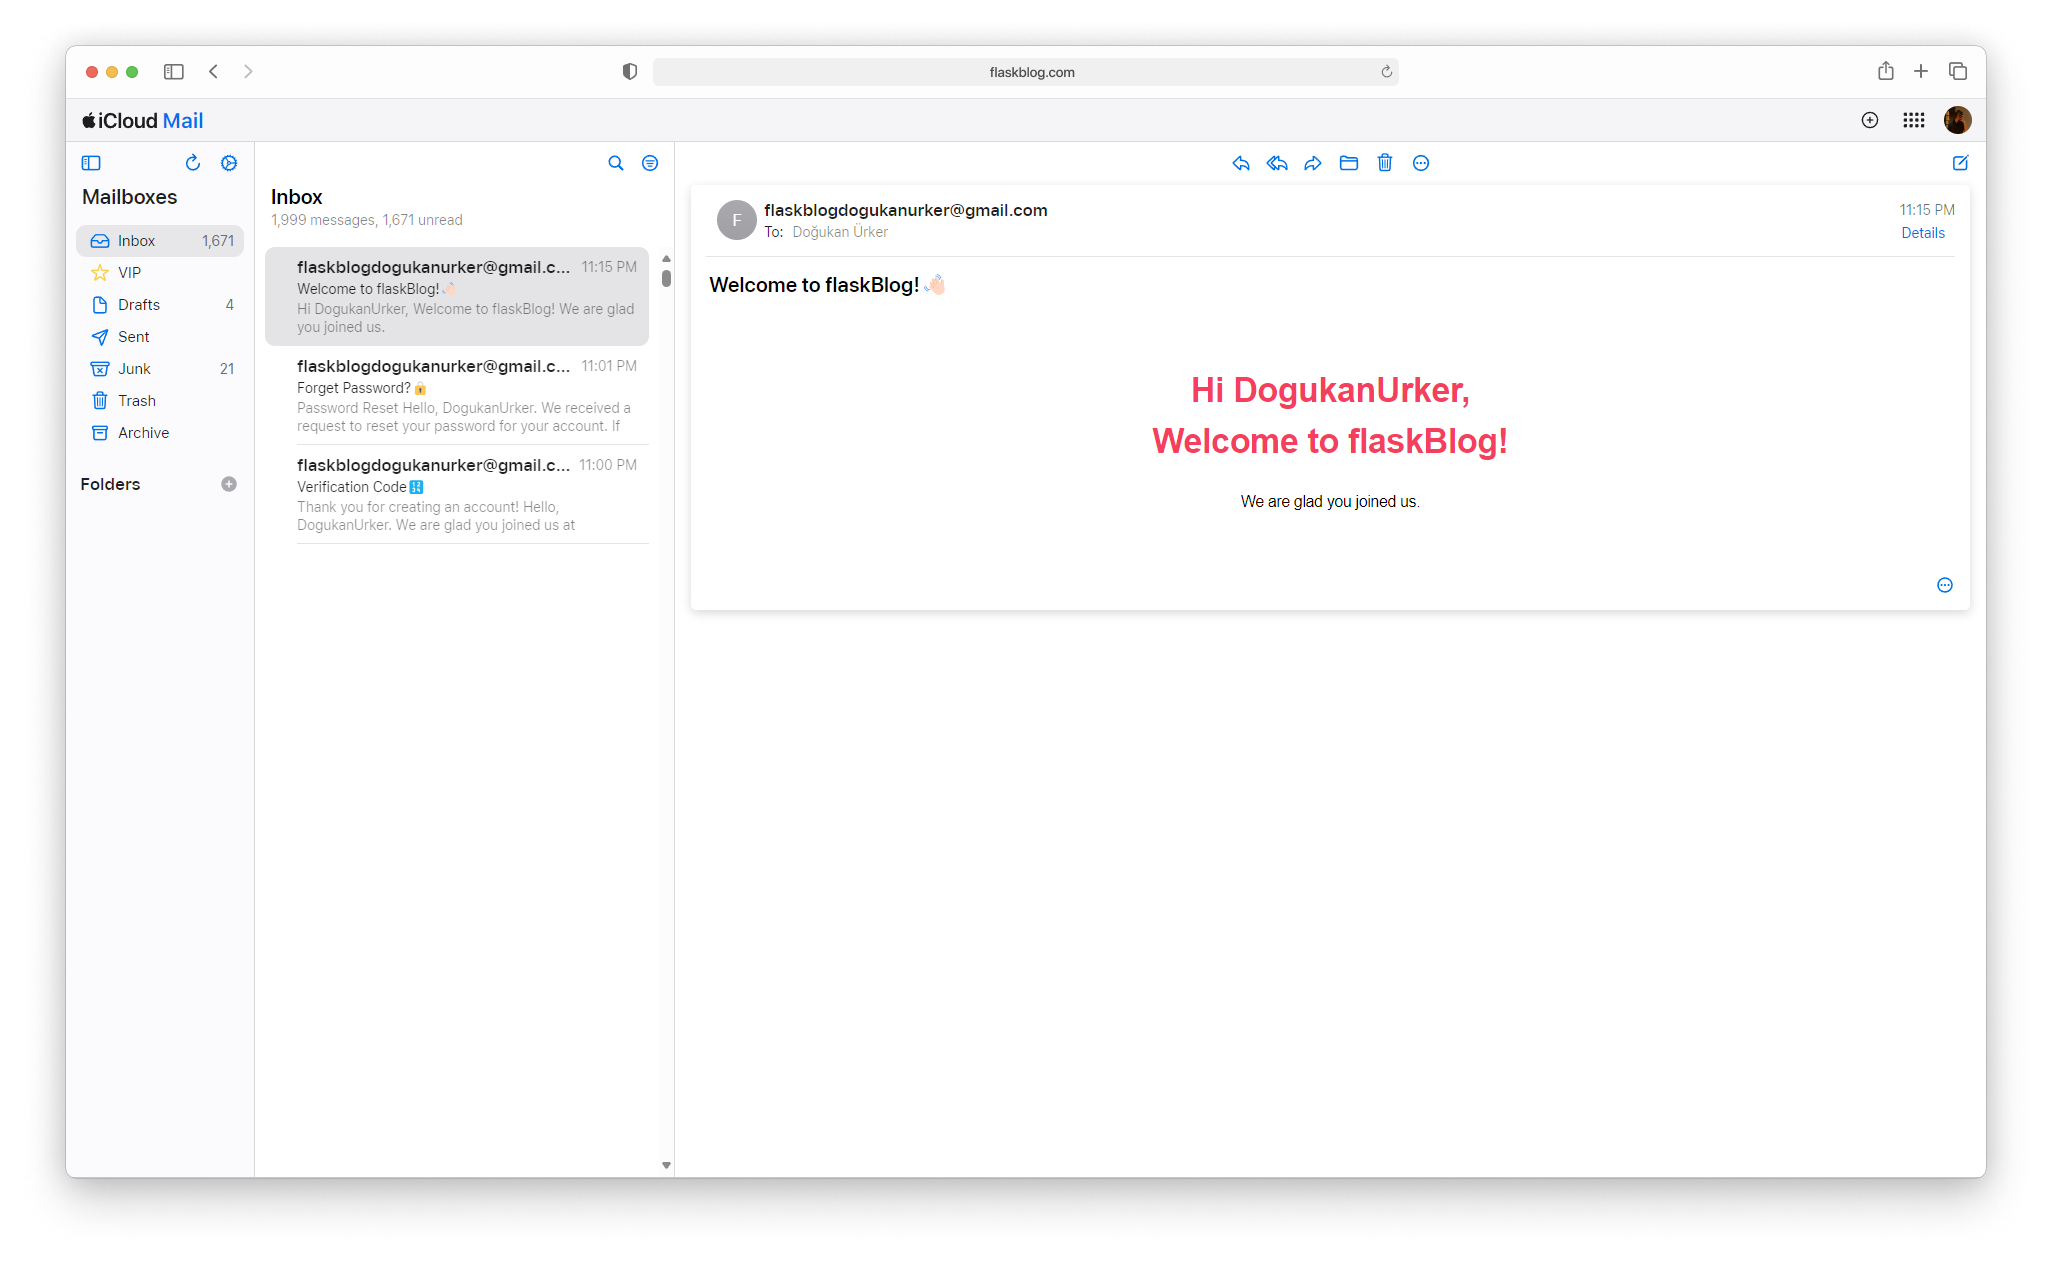 flaskblog.com
iCloud Mail
Mailboxes
Inbox 1,671
VIP
Drafts 4
Sent
Junk 21
Trash
Archive
Folders
Inbox
1,999 messages, 1,671 unread
flaskblogdogukanurker@gmail.c... 11:15 PM
Welcome to flaskBlog!👋🏻
Hi DogukanUrker, Welcome to flaskBlog! We are glad
you joined us.
flaskblogdogukanurker@gmail.c... 11:01 PM
Forget Password?🔒
Password Reset Hello, DogukanUrker. We received a
request to reset your password for your account. If
flaskblogdogukanurker@gmail.c... 11:00 PM
Verification Code🔢
Thank you for creating an account! Hello,
DogukanUrker. We are glad you joined us at
F
flaskblogdogukanurker@gmail.com 11:15 PM
To: Doğukan Ürker Details
Welcome to flaskBlog!👋🏻
Hi DogukanUrker,
Welcome to flaskBlog!
We are glad you joined us.